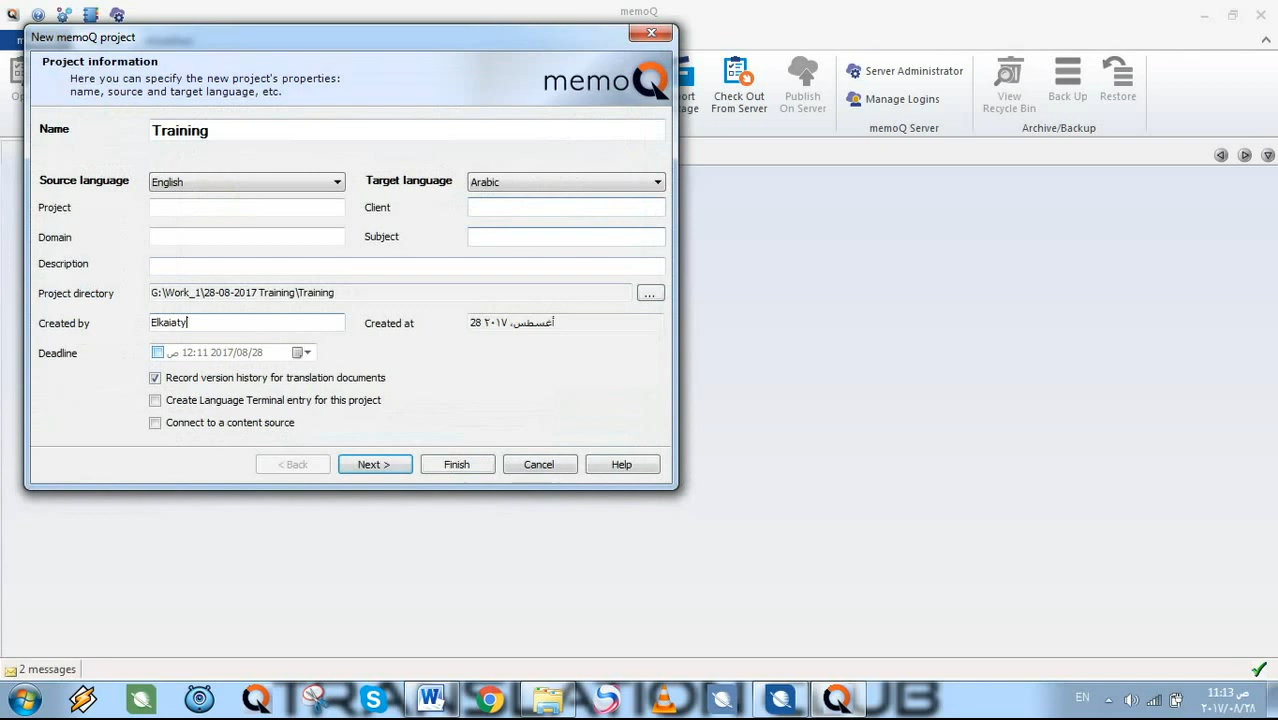 memoQ
New memoQ project
Project information
Here you can specify the new project's properties:
name, source and target language, etc.
memoQ
Name
Training
Source language
English
Target language
Arabic
Project
Client
Domain
Subject
Description
Project directory
G:\Work_1\28-08-2017 Training\Training
...
Created by
Elkaiaty
Created at
28 أغسطس، ٢٠١٧
Deadline
2017/08/28 12:11 ص
Record version history for translation documents
Create Language Terminal entry for this project
Connect to a content source
< Back
Next >
Finish
Cancel
Help
Check Out
From Server
Publish
On Server
Server Administrator
Manage Logins
memoQ Server
View
Recycle Bin
Back Up
Restore
Archive/Backup
2 messages
EN
11:13 ص
٢٠١٧/٠٨/٢٨